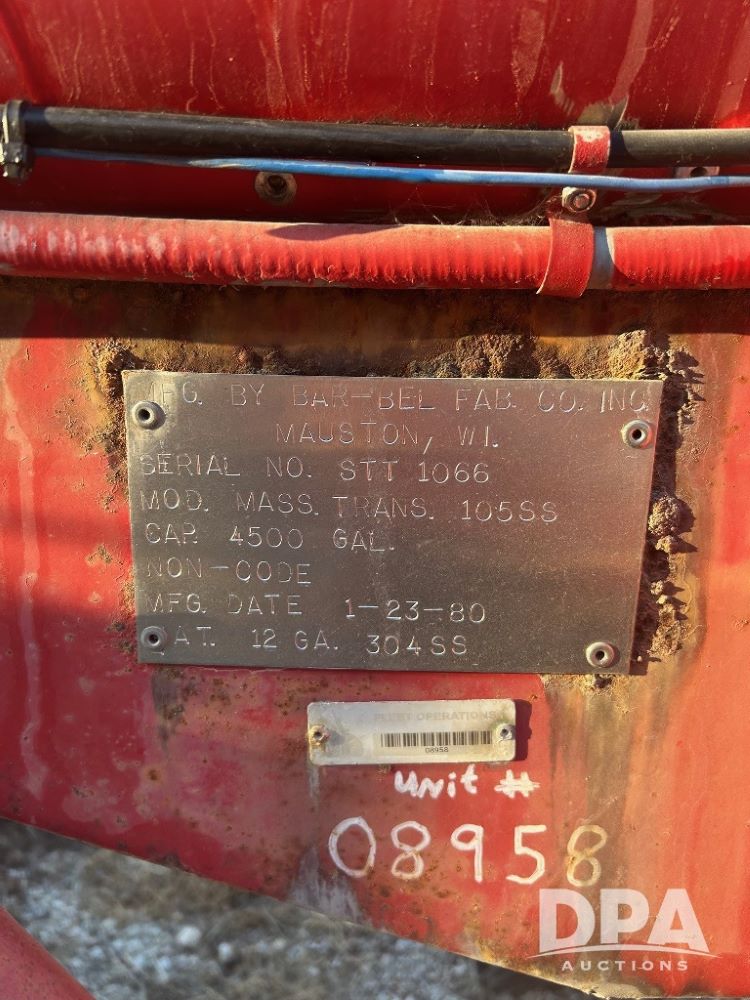 MFG. BY BAR-BEL FAB. CO. INC.
MAUSTON, WI.
SERIAL NO. STT 1066
MOD. MASS. TRANS. 105SS
CAP. 4500 GAL.
NON-CODE
MFG. DATE 1-23-80
MAT. 12 GA. 304SS
FLEET OPERATIONS
08958
Unit #
08958
DPA
AUCTIONS